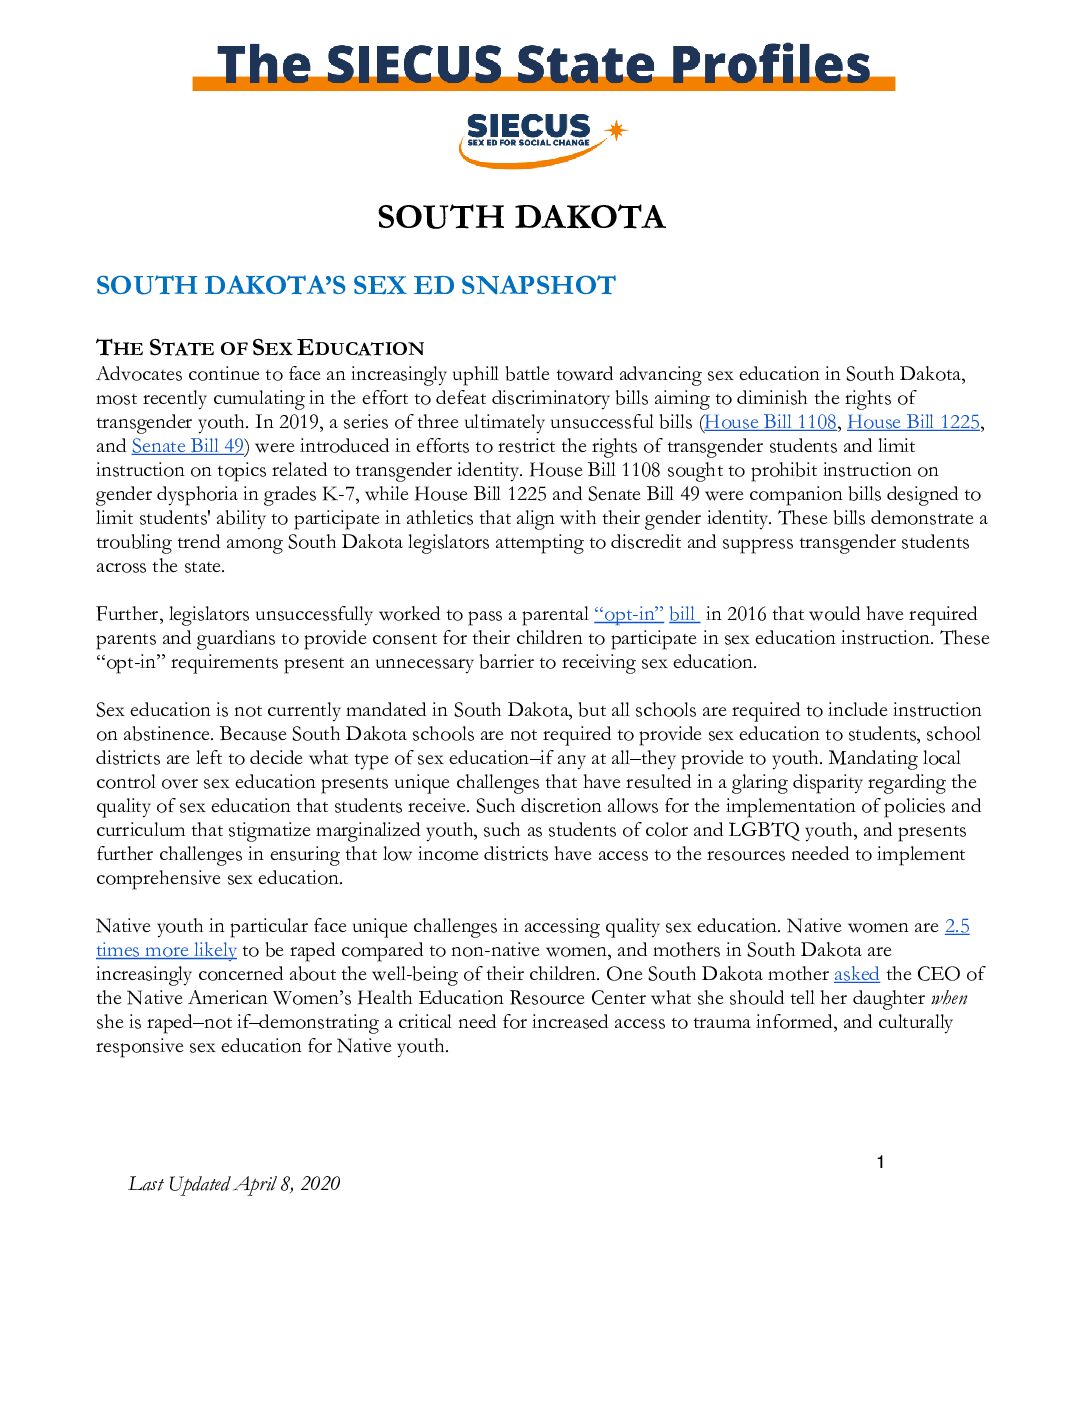 The SIECUS State Profiles
SIECUS
SEX ED FOR SOCIAL CHANGE
SOUTH DAKOTA
SOUTH DAKOTA’S SEX ED SNAPSHOT
THE STATE OF SEX EDUCATION
Advocates continue to face an increasingly uphill battle toward advancing sex education in South Dakota,
most recently cumulating in the effort to defeat discriminatory bills aiming to diminish the rights of
transgender youth. In 2019, a series of three ultimately unsuccessful bills (House Bill 1108, House Bill 1225,
and Senate Bill 49) were introduced in efforts to restrict the rights of transgender students and limit
instruction on topics related to transgender identity. House Bill 1108 sought to prohibit instruction on
gender dysphoria in grades K-7, while House Bill 1225 and Senate Bill 49 were companion bills designed to
limit students' ability to participate in athletics that align with their gender identity. These bills demonstrate a
troubling trend among South Dakota legislators attempting to discredit and suppress transgender students
across the state.
Further, legislators unsuccessfully worked to pass a parental “opt-in” bill in 2016 that would have required
parents and guardians to provide consent for their children to participate in sex education instruction. These
“opt-in” requirements present an unnecessary barrier to receiving sex education.
Sex education is not currently mandated in South Dakota, but all schools are required to include instruction
on abstinence. Because South Dakota schools are not required to provide sex education to students, school
districts are left to decide what type of sex education–if any at all–they provide to youth. Mandating local
control over sex education presents unique challenges that have resulted in a glaring disparity regarding the
quality of sex education that students receive. Such discretion allows for the implementation of policies and
curriculum that stigmatize marginalized youth, such as students of color and LGBTQ youth, and presents
further challenges in ensuring that low income districts have access to the resources needed to implement
comprehensive sex education.
Native youth in particular face unique challenges in accessing quality sex education. Native women are 2.5
times more likely to be raped compared to non-native women, and mothers in South Dakota are
increasingly concerned about the well-being of their children. One South Dakota mother asked the CEO of
the Native American Women’s Health Education Resource Center what she should tell her daughter when
she is raped–not if–demonstrating a critical need for increased access to trauma informed, and culturally
responsive sex education for Native youth.
1
Last Updated April 8, 2020